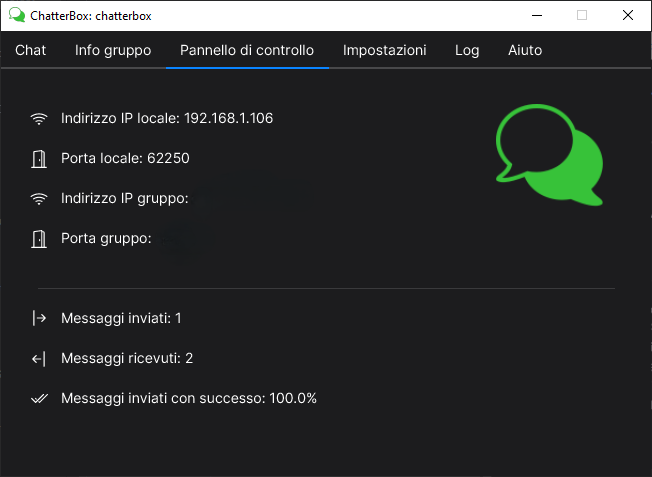 ChatterBox: chatterbox
Chat Info gruppo Pannello di controllo Impostazioni Log Aiuto
Indirizzo IP locale: 192.168.1.106
Porta locale: 62250
Indirizzo IP gruppo:
Porta gruppo:
Messaggi inviati: 1
Messaggi ricevuti: 2
Messaggi inviati con successo: 100.0%